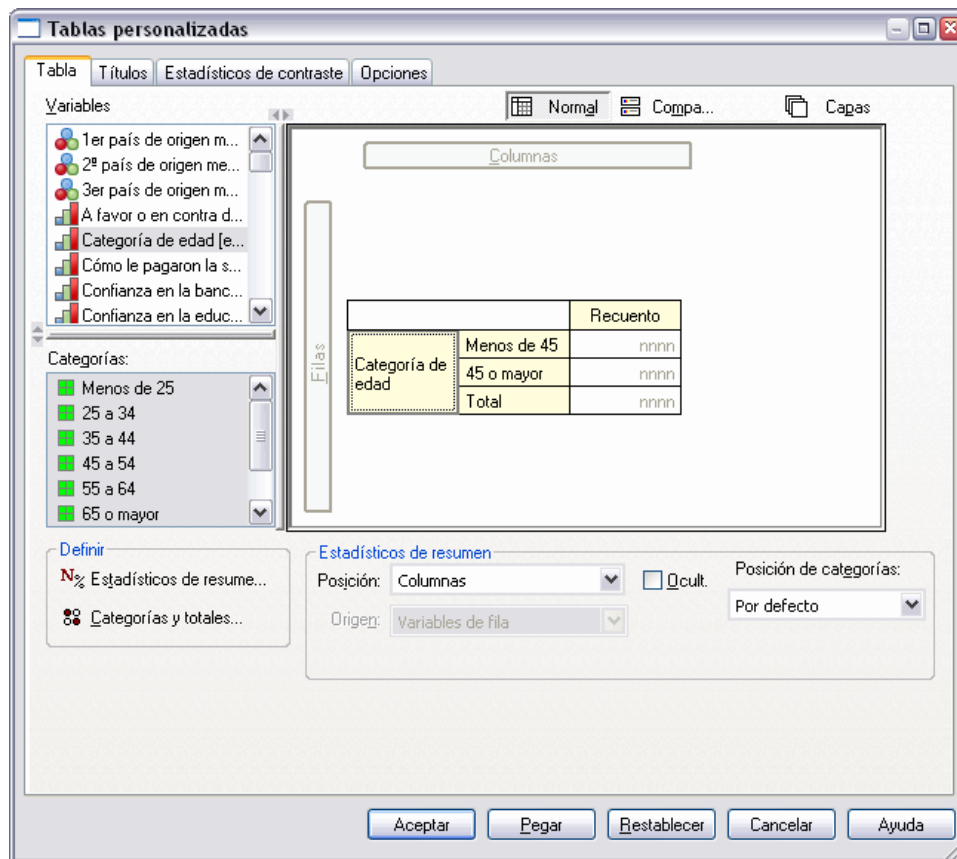 Tablas personalizadas
Tabla
Títulos
Estadísticos de contraste
Opciones
Variables
Normal
Compa...
Capas
1er país de origen m...
2º país de origen me...
3er país de origen m...
A favor o en contra d...
Categoría de edad [e...
Cómo le pagaron la s...
Confianza en la banc...
Confianza en la educ...
Columnas
Filas
Recuento
Categoría de edad
Menos de 45 nnnn
45 o mayor nnnn
Total nnnn
Categorías:
Menos de 25
25 a 34
35 a 44
45 a 54
55 a 64
65 o mayor
Definir
N% Estadísticos de resume...
Categorías y totales...
Estadísticos de resumen
Posición: Columnas
Ocult.
Origen: Variables de fila
Posición de categorías:
Por defecto
Aceptar
Pegar
Restablecer
Cancelar
Ayuda